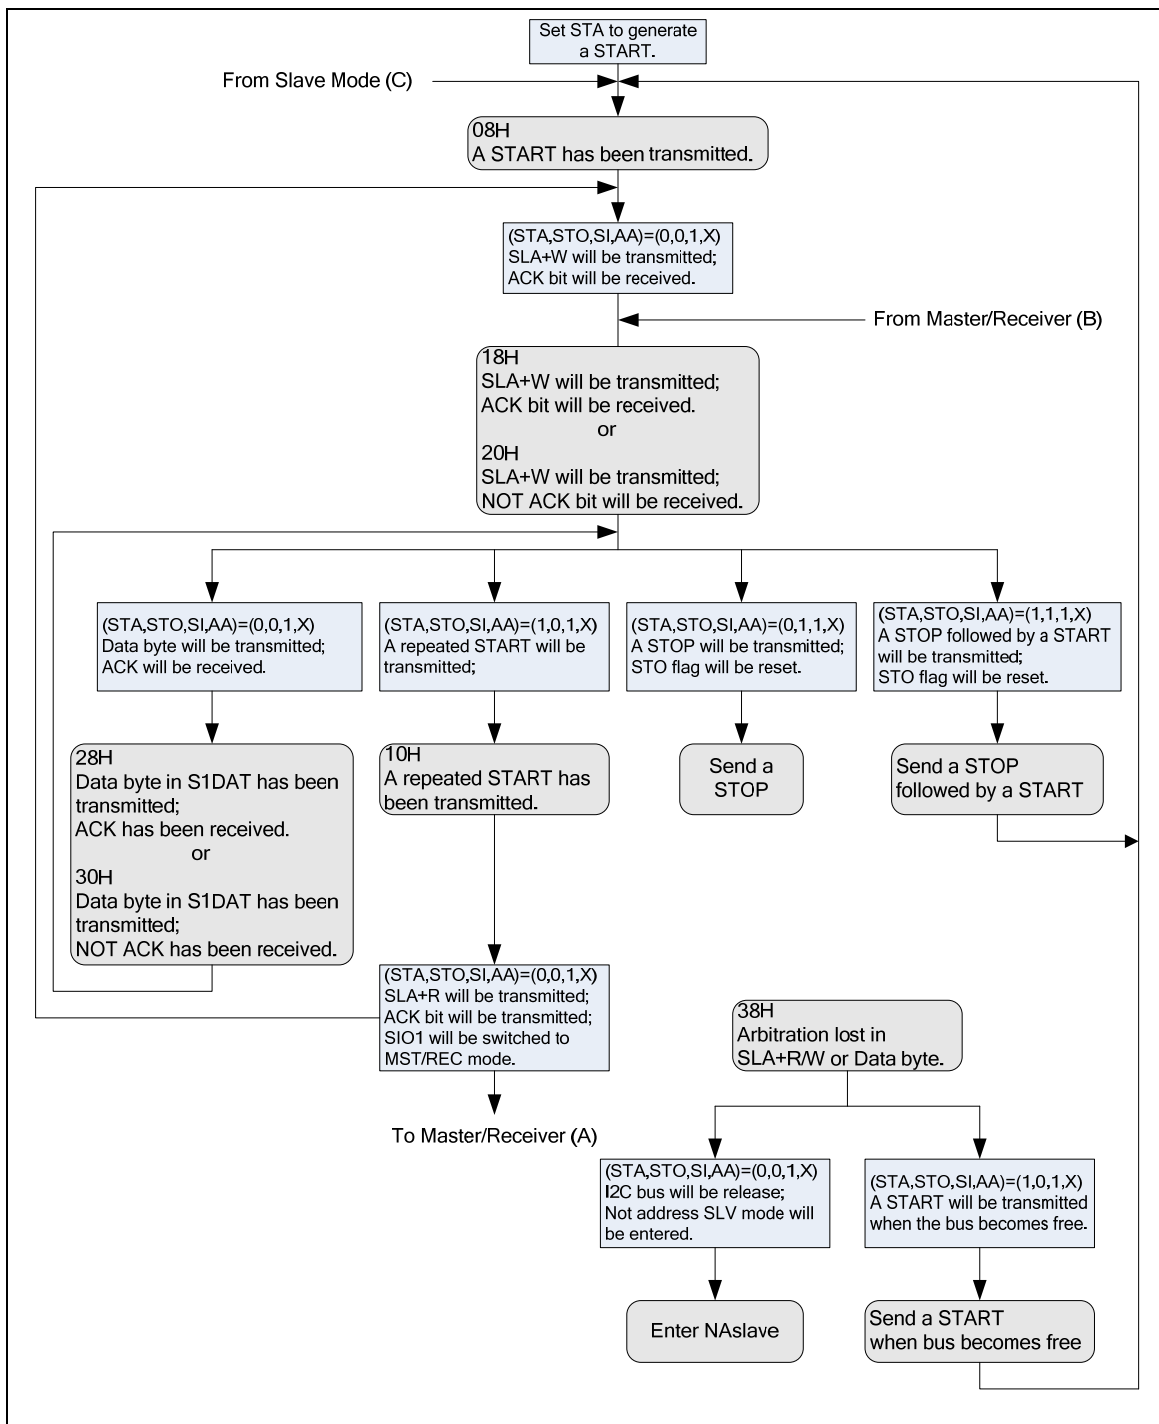 Set STA to generate
a START.
From Slave Mode (C)
08H
A START has been transmitted.
(STA,STO,SI,AA)=(0,0,1,X)
SLA+W will be transmitted;
ACK bit will be received.
From Master/Receiver (B)
18H
SLA+W will be transmitted;
ACK bit will be received.
or
20H
SLA+W will be transmitted;
NOT ACK bit will be received.
(STA,STO,SI,AA)=(0,0,1,X)
Data byte will be transmitted;
ACK will be received.
(STA,STO,SI,AA)=(1,0,1,X)
A repeated START will be
transmitted;
(STA,STO,SI,AA)=(0,1,1,X)
A STOP will be transmitted;
STO flag will be reset.
(STA,STO,SI,AA)=(1,1,1,X)
A STOP followed by a START
will be transmitted;
STO flag will be reset.
28H
Data byte in S1DAT has been
transmitted;
ACK has been received.
or
30H
Data byte in S1DAT has been
transmitted;
NOT ACK has been received.
10H
A repeated START has
been transmitted.
Send a
STOP
Send a STOP
followed by a START
(STA,STO,SI,AA)=(0,0,1,X)
SLA+R will be transmitted;
ACK bit will be transmitted;
SIO1 will be switched to
MST/REC mode.
To Master/Receiver (A)
38H
Arbitration lost in
SLA+R/W or Data byte.
(STA,STO,SI,AA)=(0,0,1,X)
I2C bus will be release;
Not address SLV mode will
be entered.
(STA,STO,SI,AA)=(1,0,1,X)
A START will be transmitted
when the bus becomes free.
Enter NAslave
Send a START
when bus becomes free